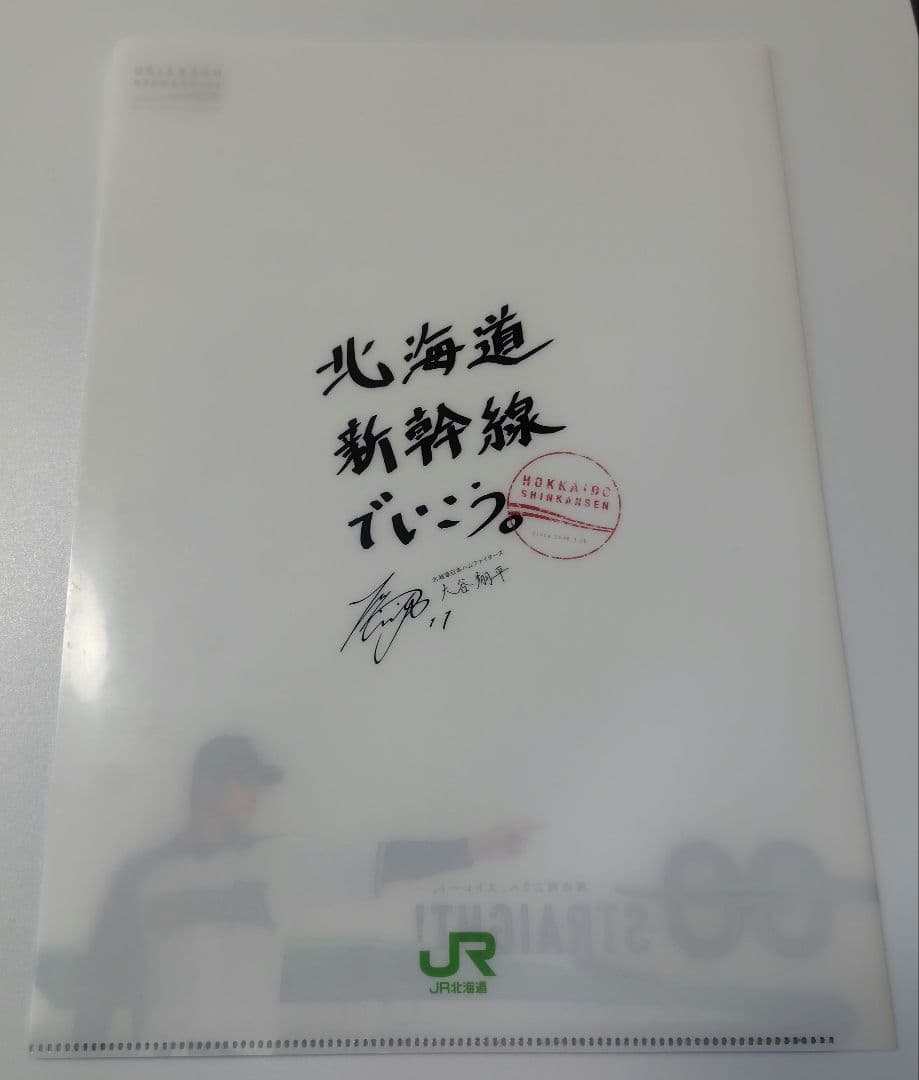 北海道
新幹線
でいこう。
HOKKAIDO
SHINKANSEN
北海道日本ハムファイターズ
大谷翔平
11
STRAIGHT!
JR
JR北海道